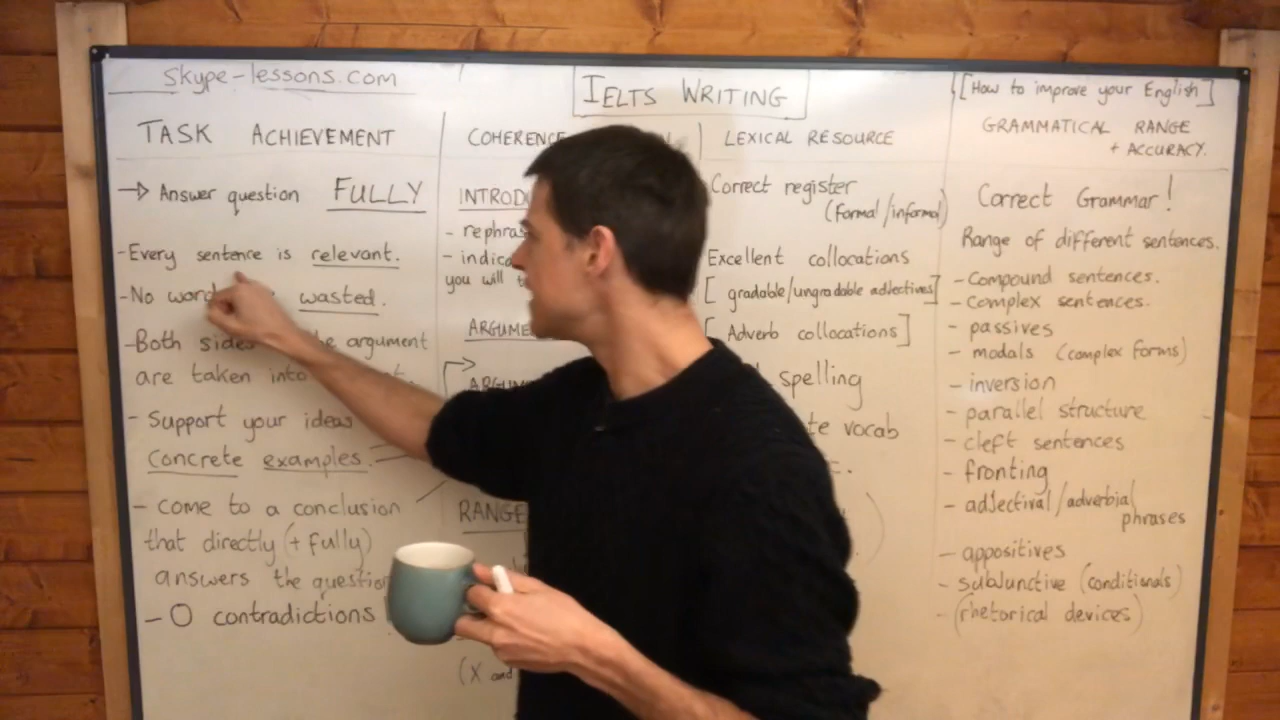 skype-lessons.com
IELTS WRITING
[How to improve your English]
TASK ACHIEVEMENT
→ Answer question FULLY
-Every sentence is relevant.
-No wasted.
-Both argument
are taken into
- Support your ideas
concrete examples.
- come to a conclusion
that directly (+ fully)
answers the question
- 0 contradictions
COHERENCE
INTRO
- rephras
- indica
you will
ARGUME
ARGUM
RANGE
(X and
LEXICAL RESOURCE
Correct register
(formal/informal)
Excellent collocations
[gradable/ungradable adjectives]
[Adverb collocations]
spelling
vocab
GRAMMATICAL RANGE
+ ACCURACY.
Correct Grammar!
Range of different sentences.
- Compound sentences.
- Complex sentences.
- passives
- modals (complex forms)
- inversion
- parallel structure
- cleft sentences
- fronting
- adjectival/adverbial
phrases
- appositives
- subjunctive (conditionals)
- (rhetorical devices)